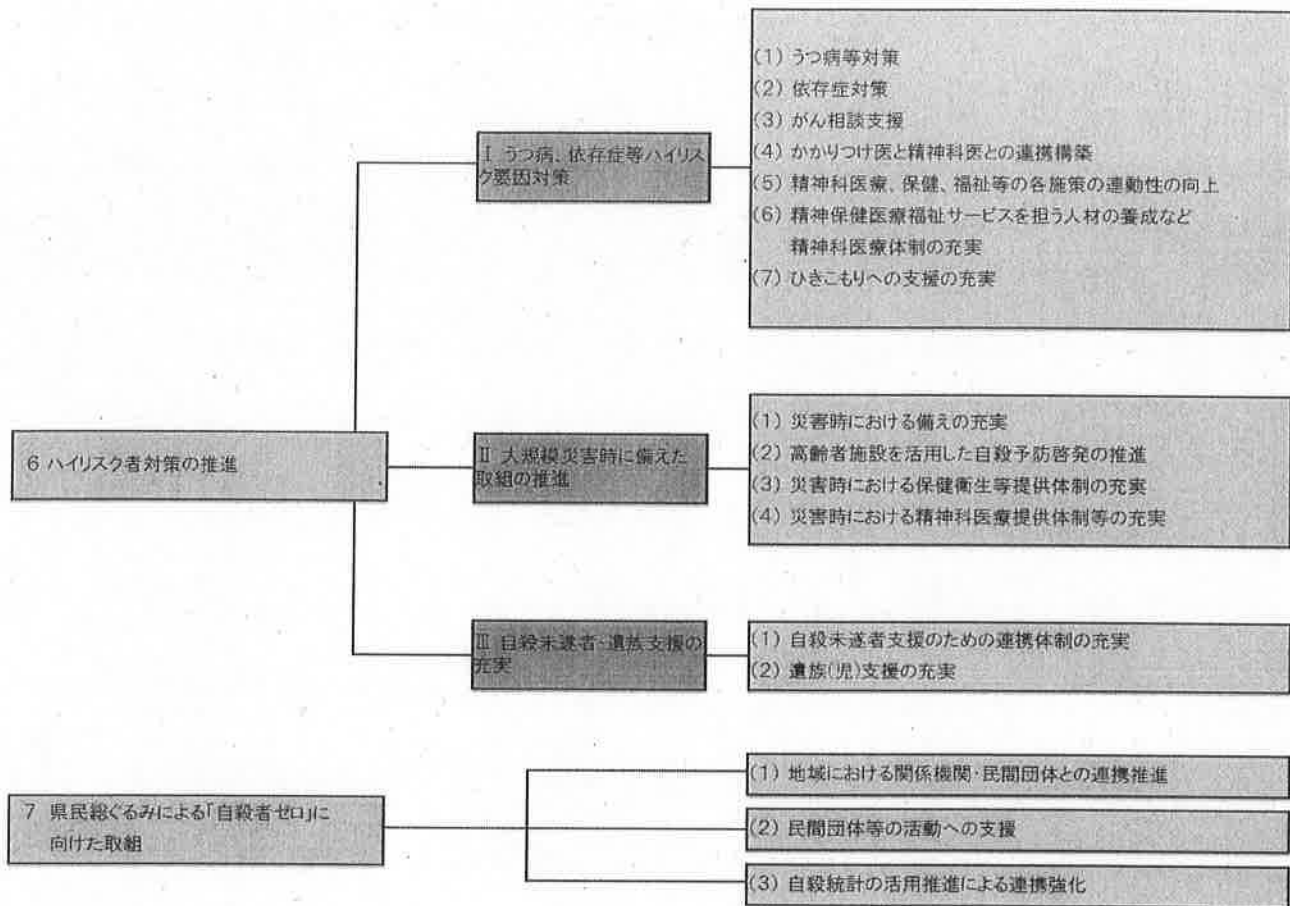 6 ハイリスク者対策の推進
Ⅰ うつ病、依存症等ハイリス
ク要因対策
(1) うつ病等対策
(2) 依存症対策
(3) がん相談支援
(4) かかりつけ医と精神科医との連携構築
(5) 精神科医療、保健、福祉等の各施策の連動性の向上
(6) 精神保健医療福祉サービスを担う人材の養成など
精神科医療体制の充実
(7) ひきこもりへの支援の充実
Ⅱ 大規模災害時に備えた
取組の推進
(1) 災害時における備えの充実
(2) 高齢者施設を活用した自殺予防啓発の推進
(3) 災害時における保健衛生等提供体制の充実
(4) 災害時における精神科医療提供体制等の充実
Ⅲ 自殺未遂者・遺族支援の
充実
(1) 自殺未遂者支援のための連携体制の充実
(2) 遺族(児)支援の充実
7 県民総ぐるみによる「自殺者ゼロ」に
向けた取組
(1) 地域における関係機関・民間団体との連携推進
(2) 民間団体等の活動への支援
(3) 自殺統計の活用推進による連携強化